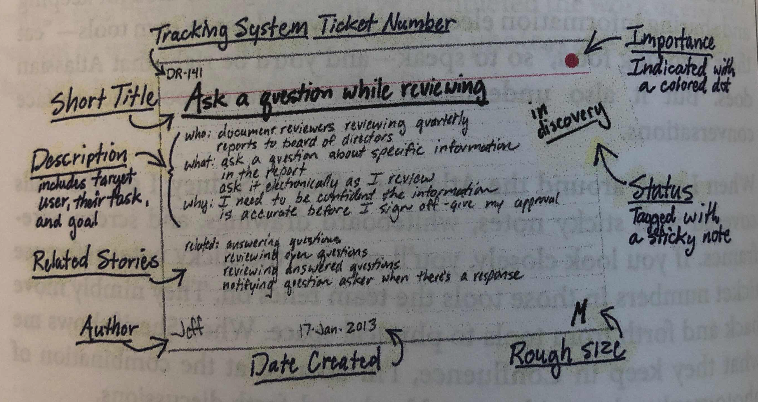 Tracking System Ticket Number
DR-141
Importance
Indicated with
a colored dot
Short Title
Ask a question while reviewing
in
discovery
Description
includes target
user, their task,
and goal
who: document reviewers reviewing quarterly
reports to board of directors
what: ask a question about specific information
in the report
ask it electronically as I review
why: I need to be confident the information
is accurate before I sign off - give my approval
Status
Tagged with
a sticky note
Related Stories
related: answering questions
reviewing open questions
reviewing answered questions
notifying question asker when there's a response
Author
Jeff
17-Jan-2013
M
Date Created
Rough size